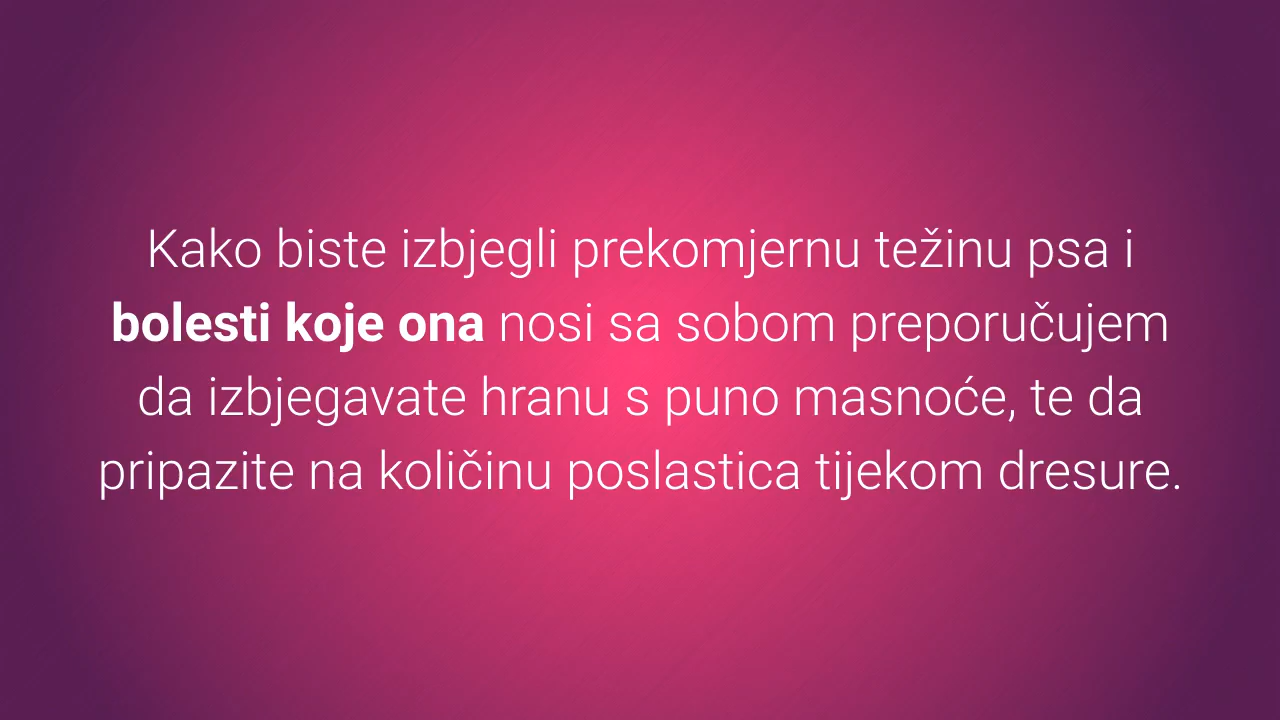 Kako biste izbjegli prekomjernu težinu psa i
bolesti koje ona nosi sa sobom preporučujem
da izbjegavate hranu s puno masnoće, te da
pripazite na količinu poslastica tijekom dresure.